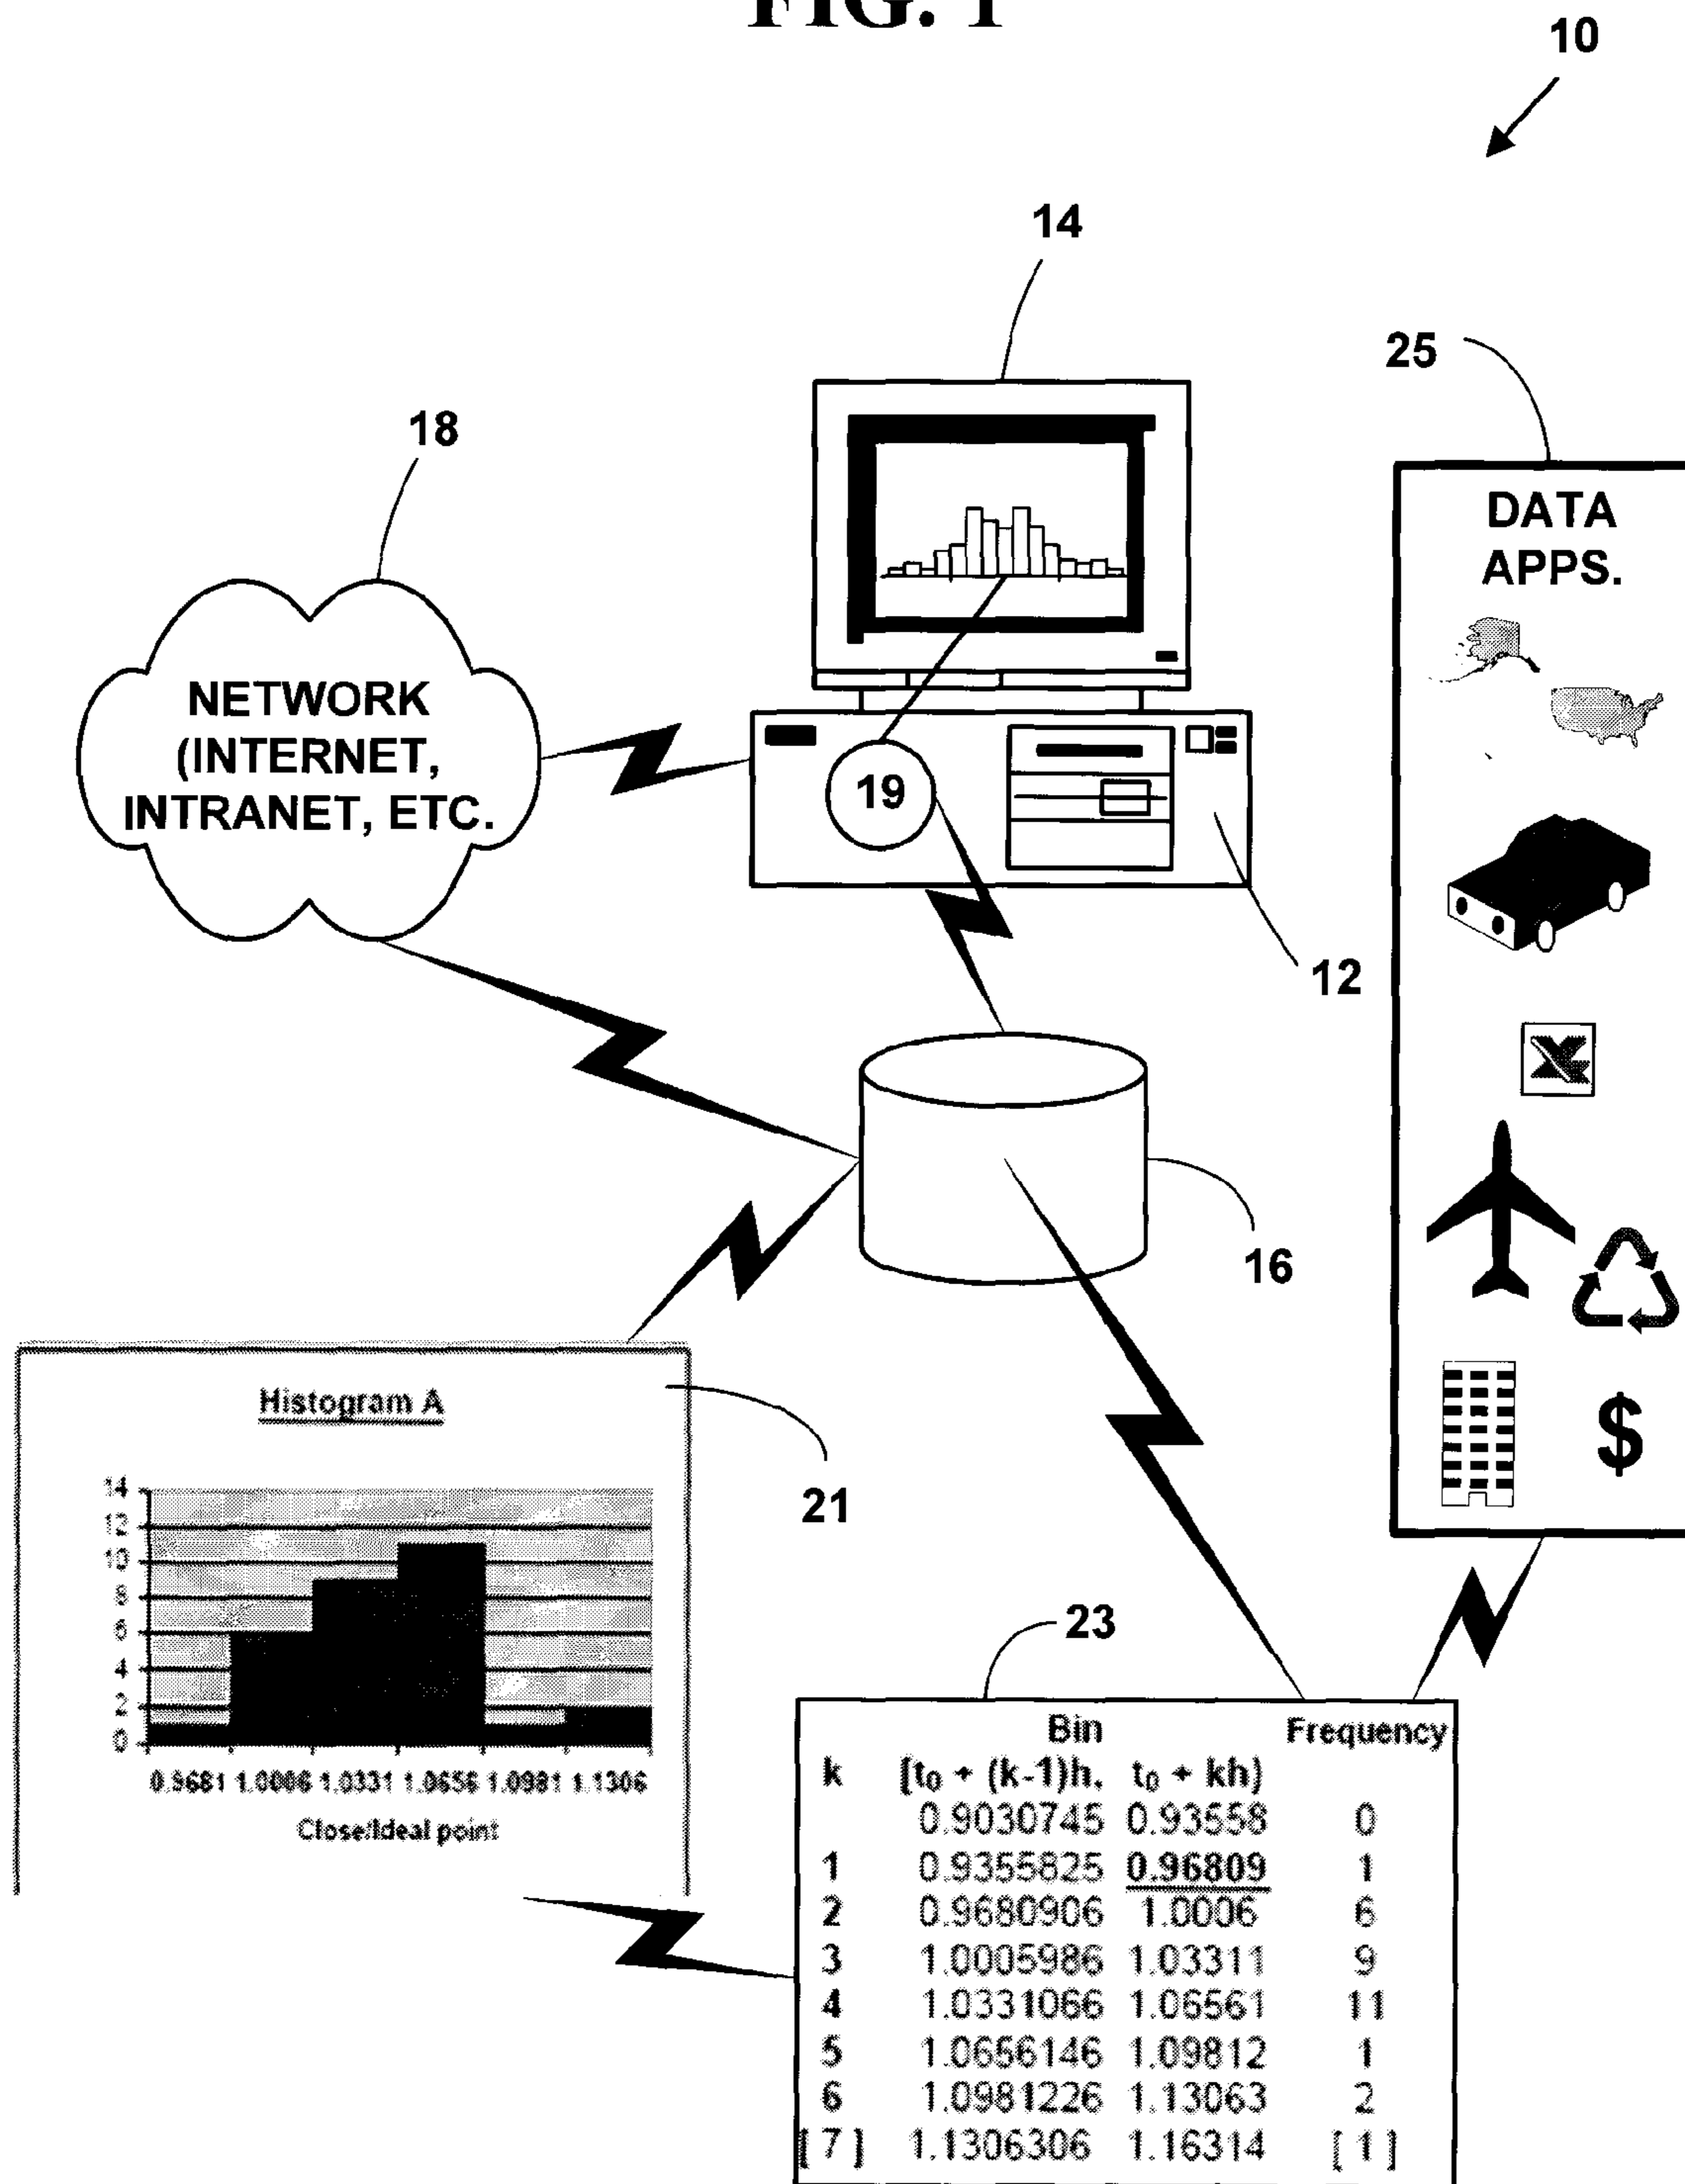 FIG. 1
10
14
25
18
DATA
APPS.
NETWORK
(INTERNET,
INTRANET, ETC.
19
12
16
Histogram A
21
14
12
10
8
6
4
2
0
0.9681 1.0006 1.0331 1.0656 1.0981 1.1306
Close/Ideal point
$
23
Bin Frequency
k [t0 + (k-1)h, t0 + kh)
0.9030745 0.93558 0
1 0.9355825 0.96809 1
2 0.9680906 1.0006 6
3 1.0005986 1.03311 9
4 1.0331066 1.06561 11
5 1.0656146 1.09812 1
6 1.0981226 1.13063 2
[ 7 ] 1.1306306 1.16314 [ 1 ]